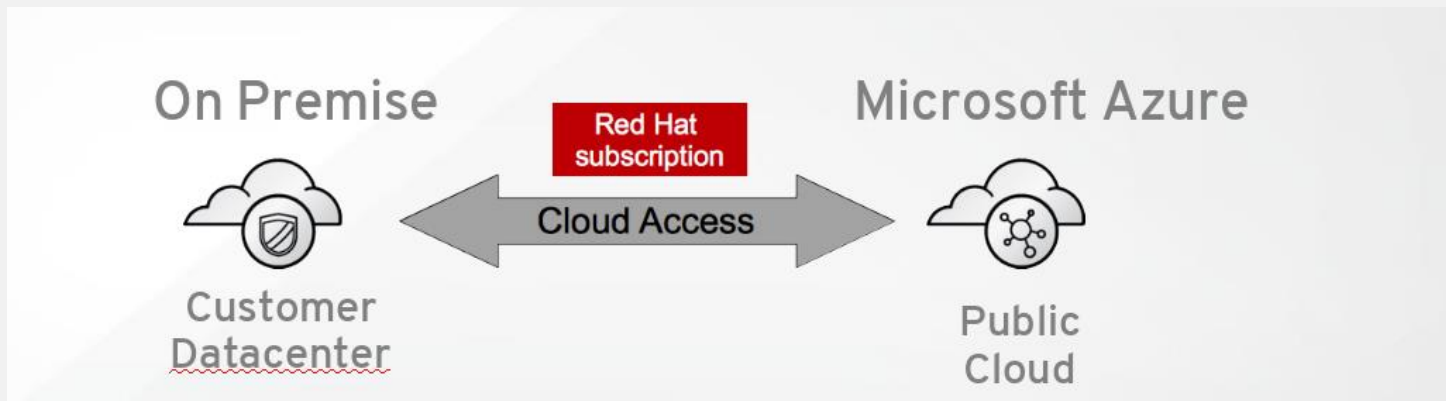 On Premise
Microsoft Azure
Red Hat
subscription
Cloud Access
Customer
Datacenter
Public
Cloud